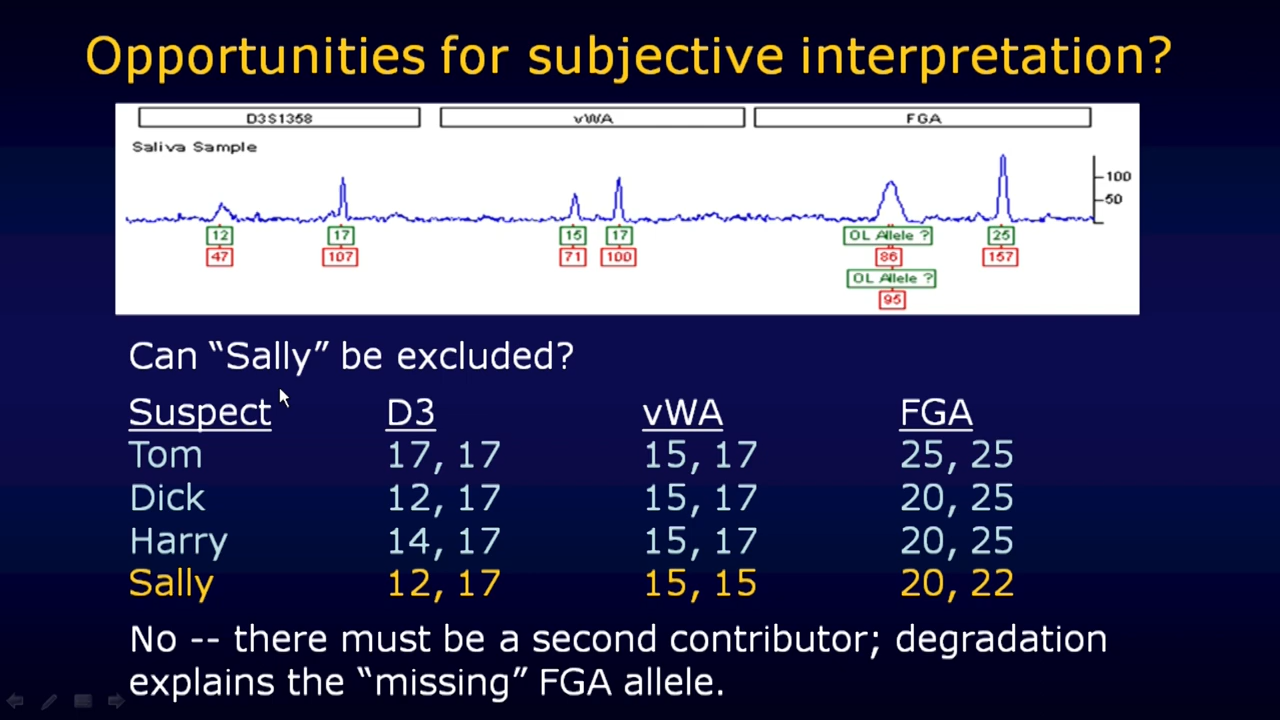 Opportunities for subjective interpretation?
D3S1358 vWA FGA
Saliva Sample
100
50
12 17 15 17 OL Allele ? 25
47 107 71 100 86 157
OL Allele ?
95
Can “Sally” be excluded?
Suspect D3 vWA FGA
Tom 17, 17 15, 17 25, 25
Dick 12, 17 15, 17 20, 25
Harry 14, 17 15, 17 20, 25
Sally 12, 17 15, 15 20, 22
No -- there must be a second contributor; degradation
explains the “missing” FGA allele.